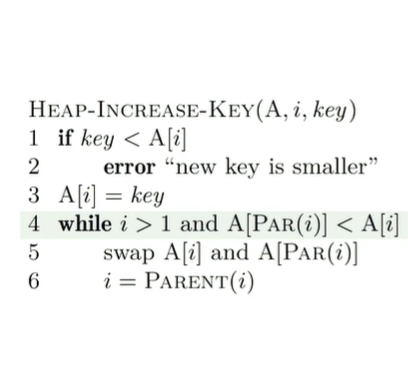 HEAP-INCREASE-KEY(A, i, key)
1 if key < A[i]
2 error “new key is smaller”
3 A[i] = key
4 while i > 1 and A[PAR(i)] < A[i]
5 swap A[i] and A[PAR(i)]
6 i = PARENT(i)